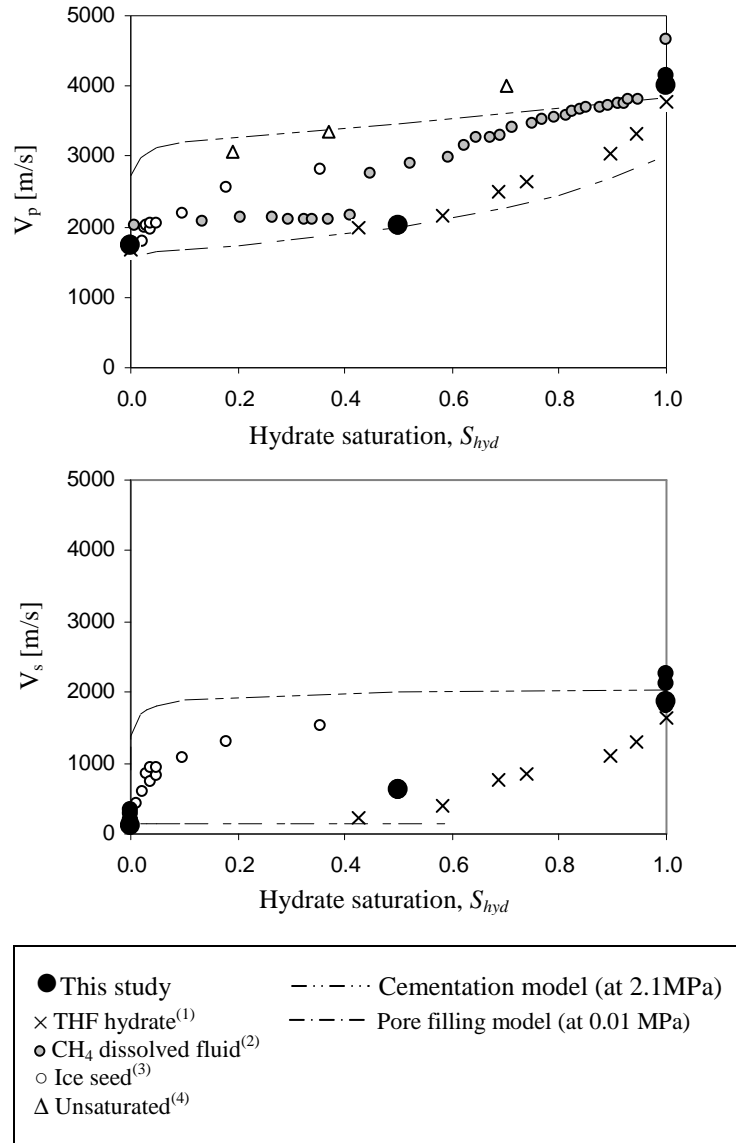 5000
4000
3000
2000
1000
0
V_p [m/s]
0.0 0.2 0.4 0.6 0.8 1.0
Hydrate saturation, S_hyd
5000
4000
3000
2000
1000
0
V_s [m/s]
0.0 0.2 0.4 0.6 0.8 1.0
Hydrate saturation, S_hyd
This study
THF hydrate(1)
CH4 dissolved fluid(2)
Ice seed(3)
Unsaturated(4)
Cementation model (at 2.1MPa)
Pore filling model (at 0.01 MPa)